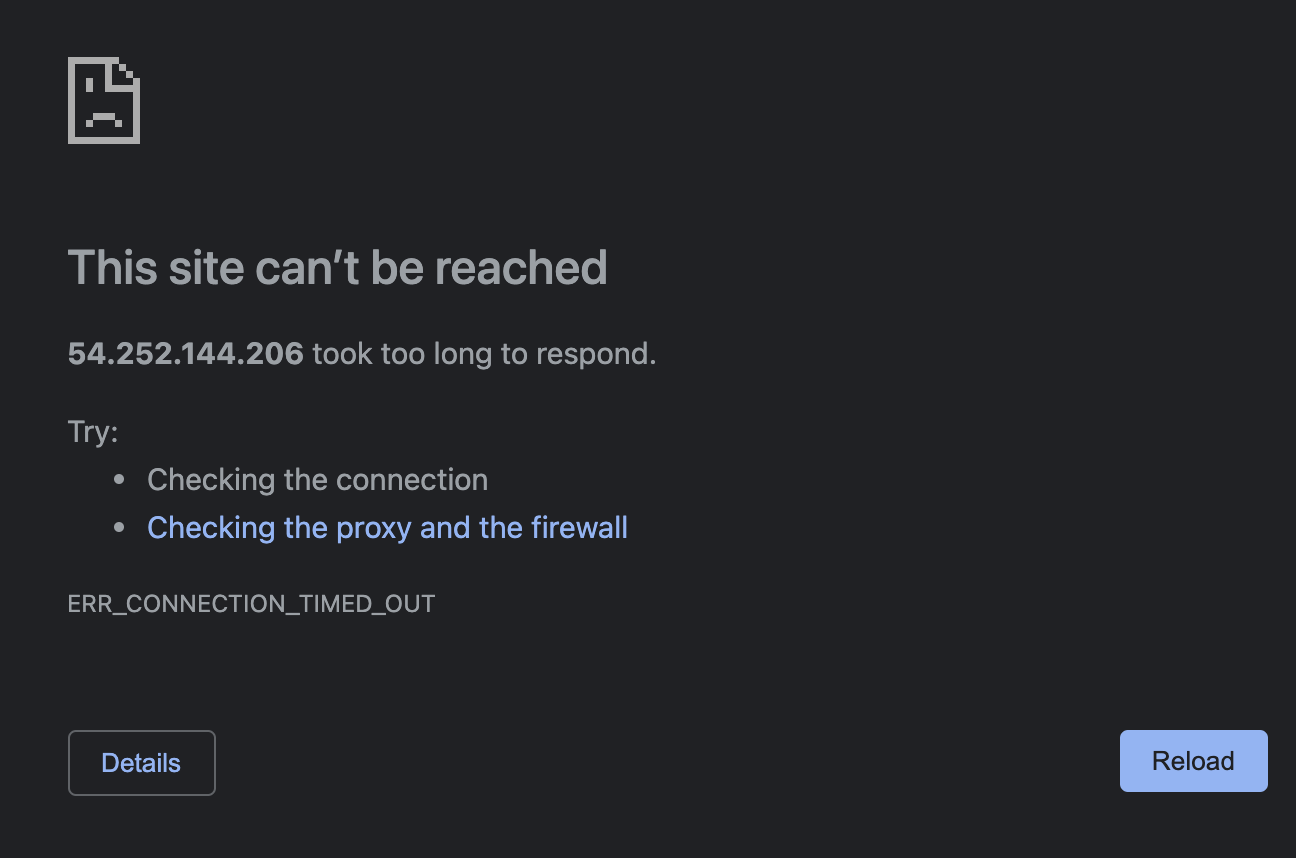 This site can’t be reached
54.252.144.206 took too long to respond.
Try:
• Checking the connection
• Checking the proxy and the firewall
ERR_CONNECTION_TIMED_OUT
Details
Reload